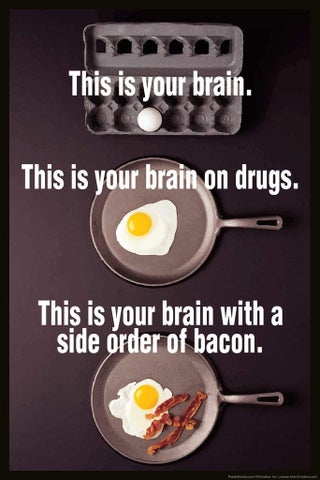 This is your brain.
This is your brain on drugs.
This is your brain with a
side order of bacon.